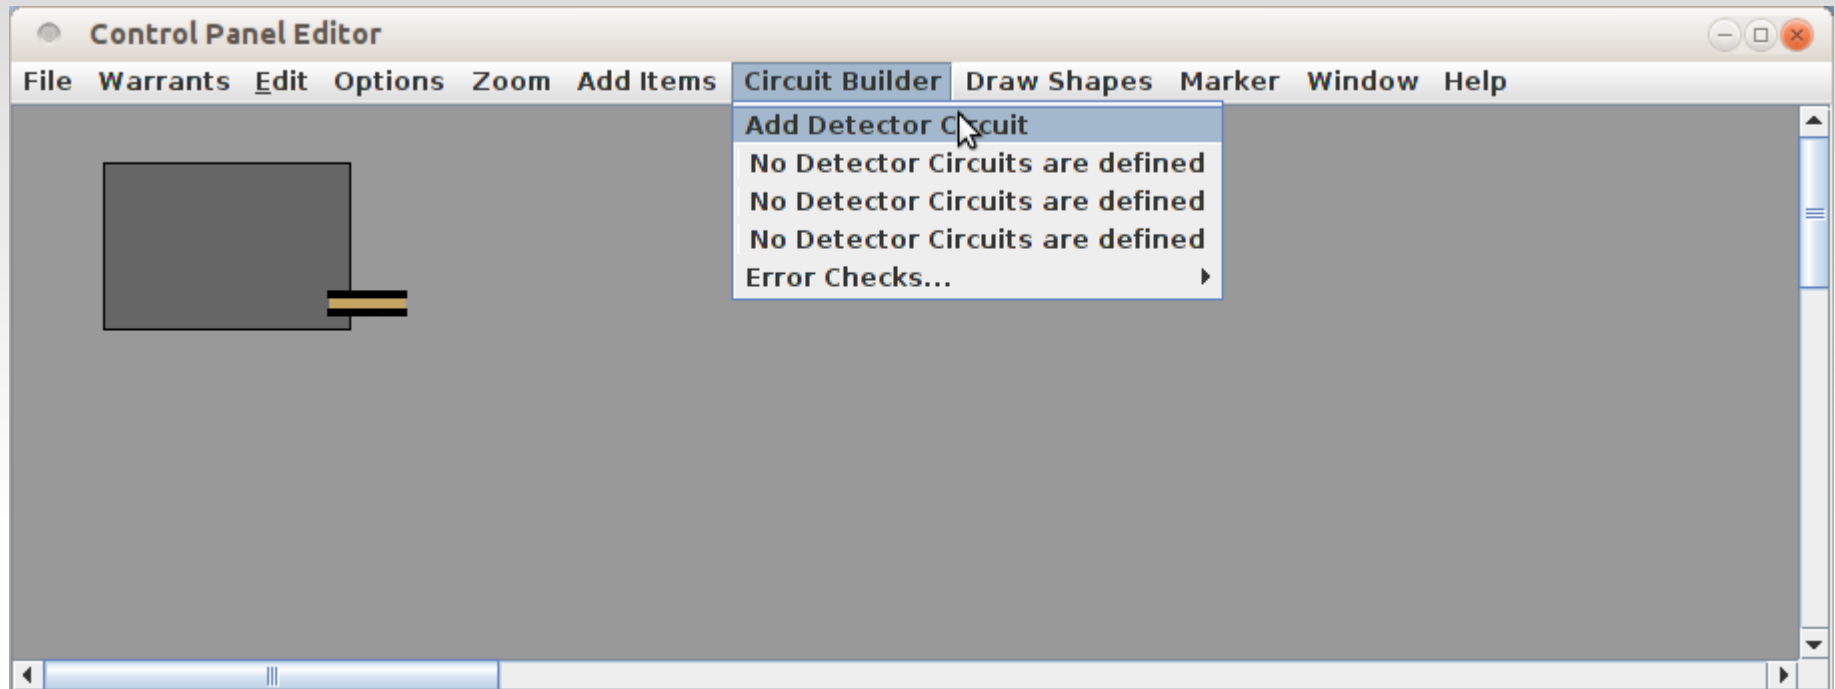 Control Panel Editor
File Warrants Edit Options Zoom Add Items Circuit Builder Draw Shapes Marker Window Help
Add Detector Circuit
No Detector Circuits are defined
No Detector Circuits are defined
No Detector Circuits are defined
Error Checks...